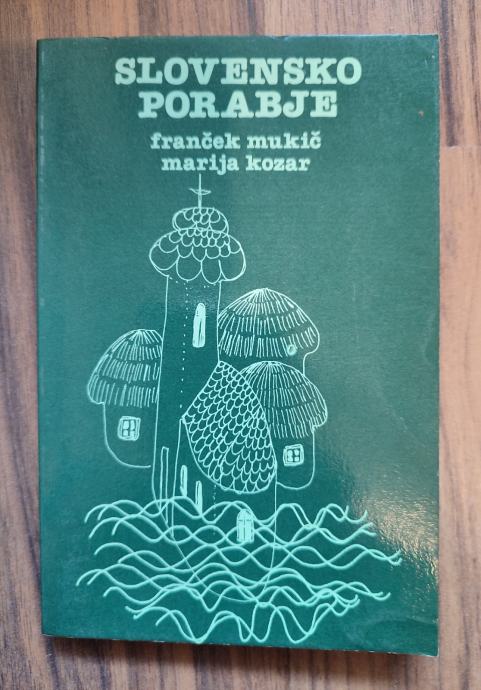 SLOVENSKO
PORABJE
franček mukič
marija kozar